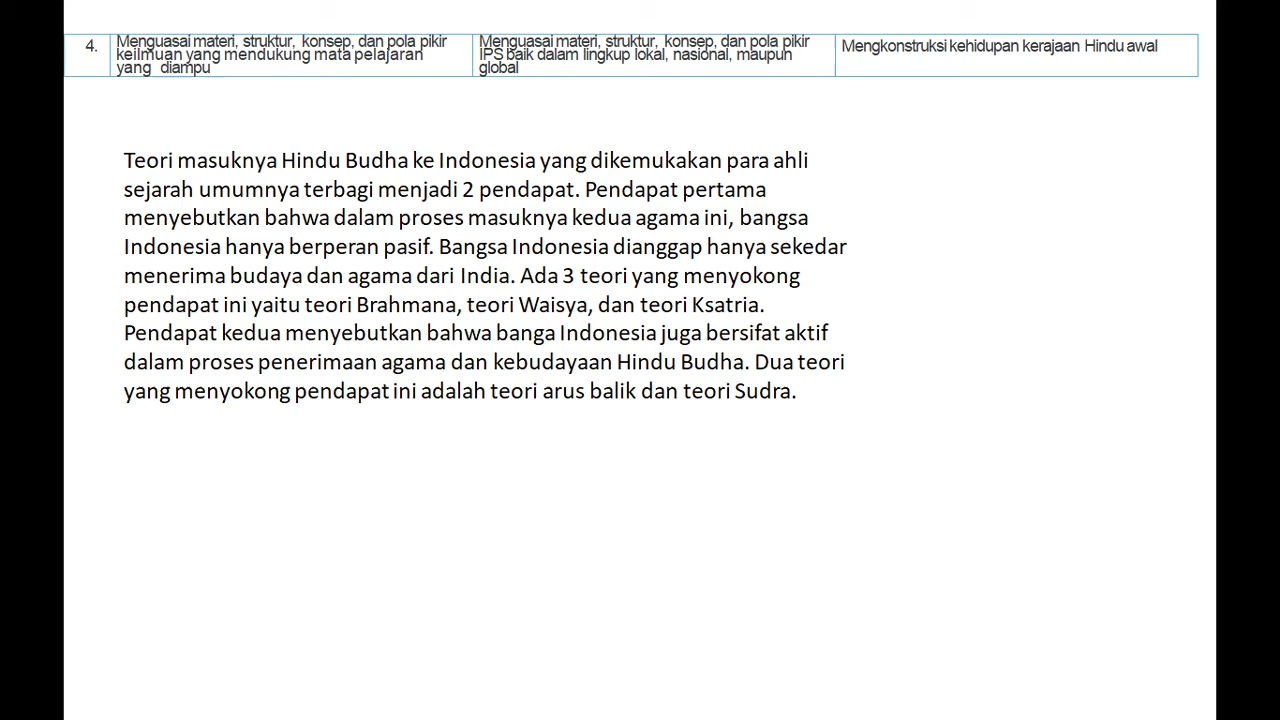 4.
Menguasai materi, struktur, konsep, dan pola pikir
keilmuan yang mendukung mata pelajaran
yang diampu
Menguasai materi, struktur, konsep, dan pola pikir
IPS baik dalam lingkup lokal, nasional, maupun
global
Mengkonstruksi kehidupan kerajaan Hindu awal
Teori masuknya Hindu Budha ke Indonesia yang dikemukakan para ahli
sejarah umumnya terbagi menjadi 2 pendapat. Pendapat pertama
menyebutkan bahwa dalam proses masuknya kedua agama ini, bangsa
Indonesia hanya berperan pasif. Bangsa Indonesia dianggap hanya sekedar
menerima budaya dan agama dari India. Ada 3 teori yang menyokong
pendapat ini yaitu teori Brahmana, teori Waisya, dan teori Ksatria.
Pendapat kedua menyebutkan bahwa banga Indonesia juga bersifat aktif
dalam proses penerimaan agama dan kebudayaan Hindu Budha. Dua teori
yang menyokong pendapat ini adalah teori arus balik dan teori Sudra.